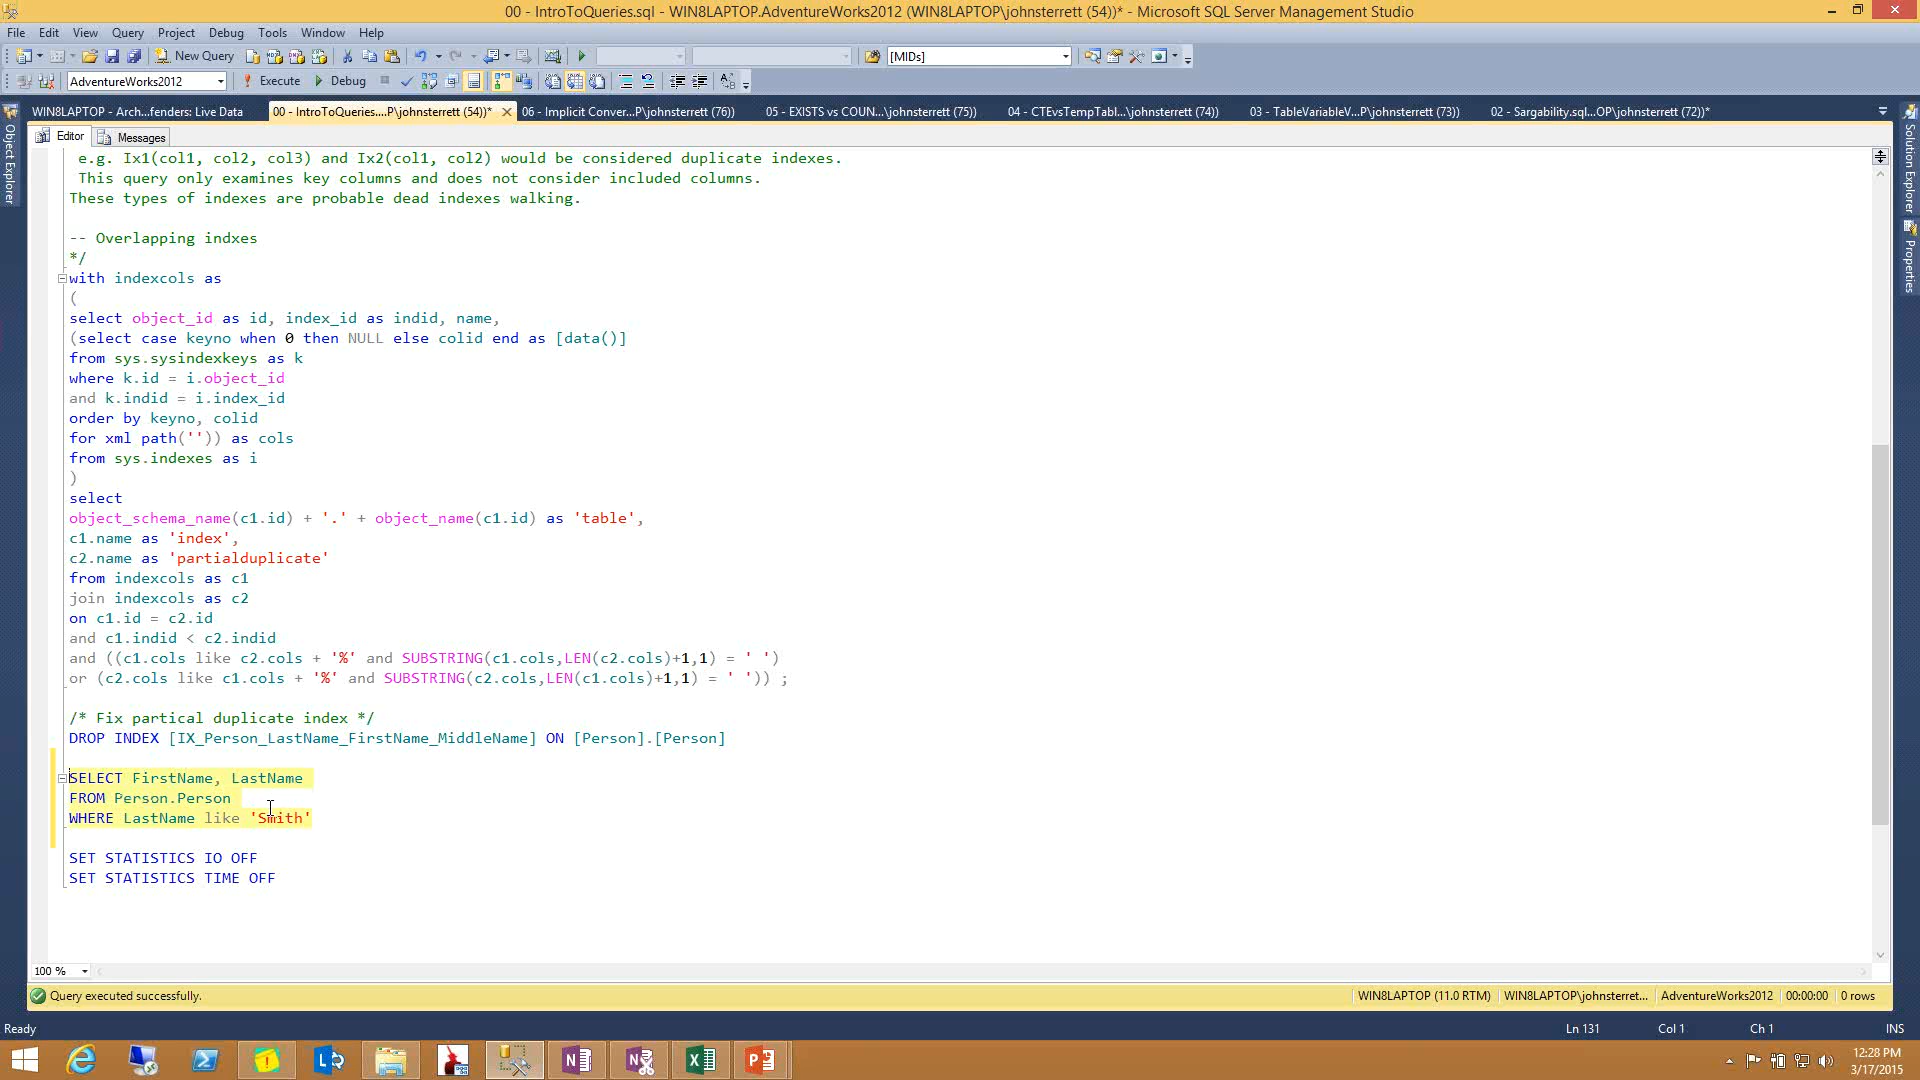 00 - IntroToQueries.sql - WIN8LAPTOP.AdventureWorks2012 (WIN8LAPTOP\johnsterrett (54))* - Microsoft SQL Server Management Studio
File Edit View Query Project Debug Tools Window Help
New Query [MIDs]
AdventureWorks2012 Execute Debug
WIN8LAPTOP - Arch...fenders: Live Data 00 - IntroToQueries....P\johnsterrett (54))* 06 - Implicit Conver...P\johnsterrett (76)) 05 - EXISTS vs COUN...\johnsterrett (75)) 04 - CTEvsTempTabl...\johnsterrett (74)) 03 - TableVariableV...P\johnsterrett (73)) 02 - Sargability.sql...OP\johnsterrett (72))*
Editor Messages
Object Explorer
Solution Explorer
Properties
e.g. Ix1(col1, col2, col3) and Ix2(col1, col2) would be considered duplicate indexes.
This query only examines key columns and does not consider included columns.
These types of indexes are probable dead indexes walking.
-- Overlapping indxes
*/
with indexcols as
(
select object_id as id, index_id as indid, name,
(select case keyno when 0 then NULL else colid end as [data()]
from sys.sysindexkeys as k
where k.id = i.object_id
and k.indid = i.index_id
order by keyno, colid
for xml path('')) as cols
from sys.indexes as i
)
select
object_schema_name(c1.id) + '.' + object_name(c1.id) as 'table',
c1.name as 'index',
c2.name as 'partialduplicate'
from indexcols as c1
join indexcols as c2
on c1.id = c2.id
and c1.indid < c2.indid
and ((c1.cols like c2.cols + '%' and SUBSTRING(c1.cols,LEN(c2.cols)+1,1) = ' ')
or (c2.cols like c1.cols + '%' and SUBSTRING(c2.cols,LEN(c1.cols)+1,1) = ' ')) ;
/* Fix partical duplicate index */
DROP INDEX [IX_Person_LastName_FirstName_MiddleName] ON [Person].[Person]
SELECT FirstName, LastName
FROM Person.Person
WHERE LastName like 'Smith'
SET STATISTICS IO OFF
SET STATISTICS TIME OFF
100 %
Query executed successfully. WIN8LAPTOP (11.0 RTM) WIN8LAPTOP\johnsterret... AdventureWorks2012 00:00:00 0 rows
Ready Ln 131 Col 1 Ch 1 INS
12:28 PM
3/17/2015